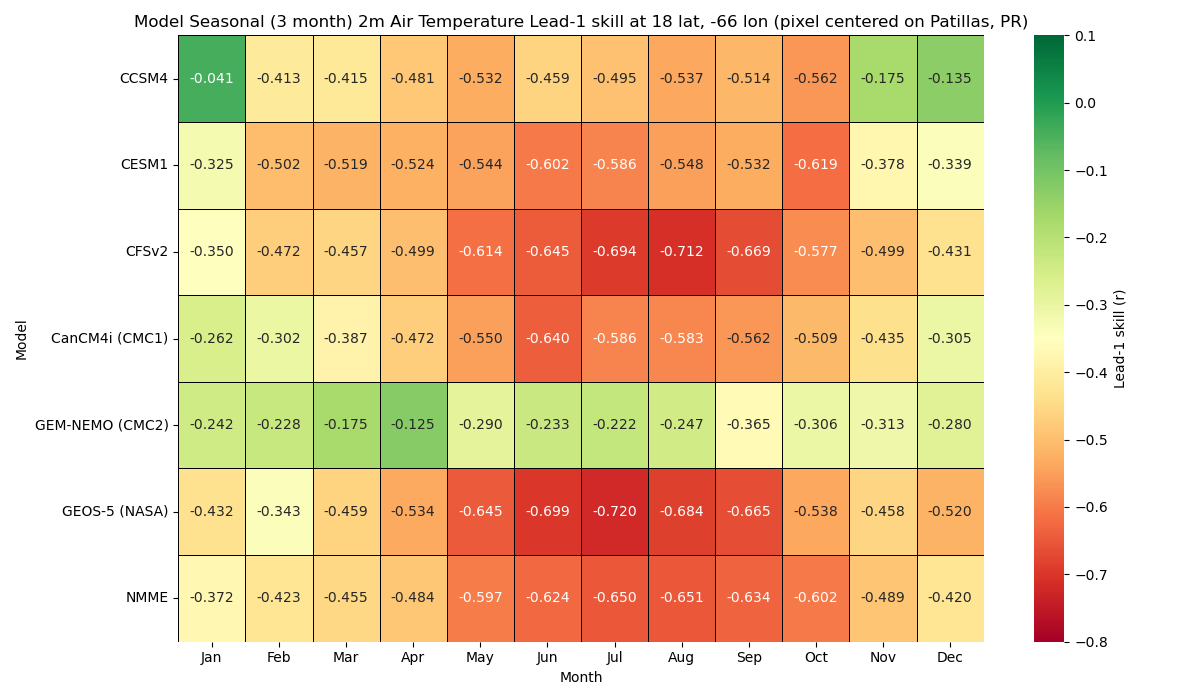 Model Seasonal (3 month) 2m Air Temperature Lead-1 skill at 18 lat, -66 lon (pixel centered on Patillas, PR)
Model
CCSM4 -0.041 -0.413 -0.415 -0.481 -0.532 -0.459 -0.495 -0.537 -0.514 -0.562 -0.175 -0.135
CESM1 -0.325 -0.502 -0.519 -0.524 -0.544 -0.602 -0.586 -0.548 -0.532 -0.619 -0.378 -0.339
CFSv2 -0.350 -0.472 -0.457 -0.499 -0.614 -0.645 -0.694 -0.712 -0.669 -0.577 -0.499 -0.431
CanCM4i (CMC1) -0.262 -0.302 -0.387 -0.472 -0.550 -0.640 -0.586 -0.583 -0.562 -0.509 -0.435 -0.305
GEM-NEMO (CMC2) -0.242 -0.228 -0.175 -0.125 -0.290 -0.233 -0.222 -0.247 -0.365 -0.306 -0.313 -0.280
GEOS-5 (NASA) -0.432 -0.343 -0.459 -0.534 -0.645 -0.699 -0.720 -0.684 -0.665 -0.538 -0.458 -0.520
NMME -0.372 -0.423 -0.455 -0.484 -0.597 -0.624 -0.650 -0.651 -0.634 -0.602 -0.489 -0.420
Jan Feb Mar Apr May Jun Jul Aug Sep Oct Nov Dec
Month
0.1
0.0
−0.1
−0.2
−0.3
−0.4
−0.5
−0.6
−0.7
−0.8
Lead-1 skill (r)